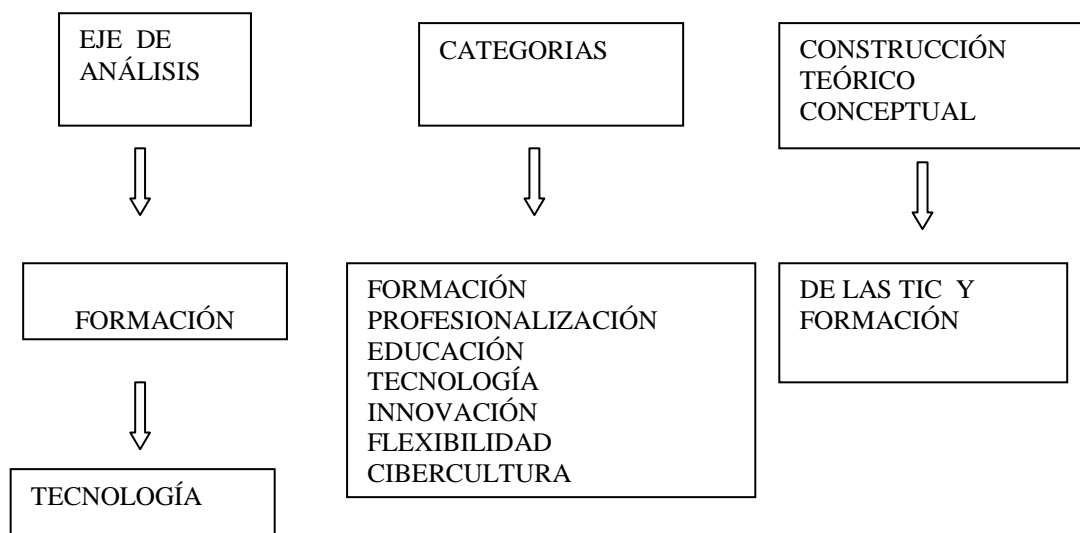 EJE DE
ANÁLISIS
CATEGORIAS
CONSTRUCCIÓN
TEÓRICO
CONCEPTUAL
FORMACIÓN
FORMACIÓN
PROFESIONALIZACIÓN
EDUCACIÓN
TECNOLOGÍA
INNOVACIÓN
FLEXIBILIDAD
CIBERCULTURA
DE LAS TIC Y
FORMACIÓN
TECNOLOGÍA